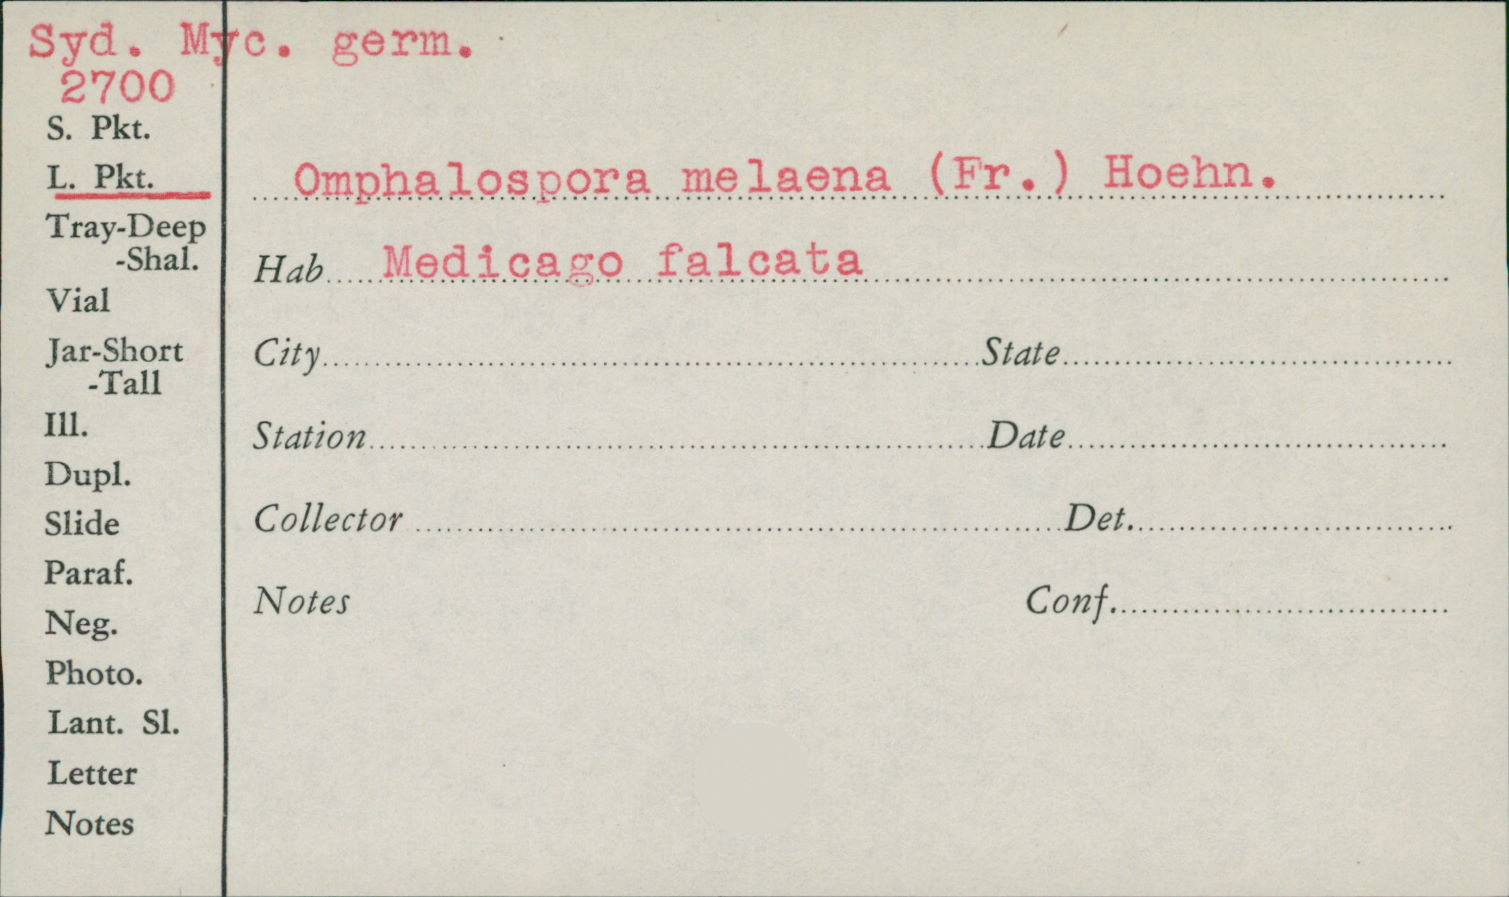 Syd. Myc. germ.
2700
S. Pkt.
L. Pkt.
Tray-Deep
-Shal.
Vial
Jar-Short
-Tall
Ill.
Dupl.
Slide
Paraf.
Neg.
Photo.
Lant. Sl.
Letter
Notes
Omphalospora melaena (Fr.) Hoehn.
Hab Medicago falcata
City State
Station Date
Collector Det.
Notes Conf.